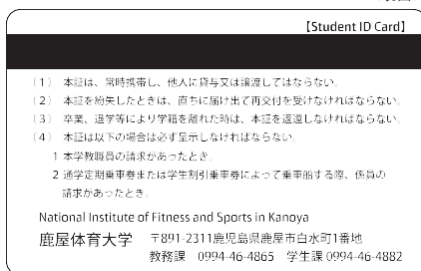 【Student ID Card】
（1） 本証は、常時携帯し、他人に貸与又は譲渡してはならない。
（2） 本証を紛失したときは、直ちに届け出て再交付を受けなければならない。
（3） 卒業、退学等により学籍を離れた時は、本証を返還しなければならない。
（4） 本証は以下の場合は必ず呈示しなければならない。
1 本学教職員の請求があったとき。
2 通学定期乗車券または学生割引乗車券によって乗車船する際、係員の
請求があったとき。
National Institute of Fitness and Sports in Kanoya
鹿屋体育大学 〒891-2311鹿児島県鹿屋市白水町1番地
教務課 0994-46-4865 学生課 0994-46-4882